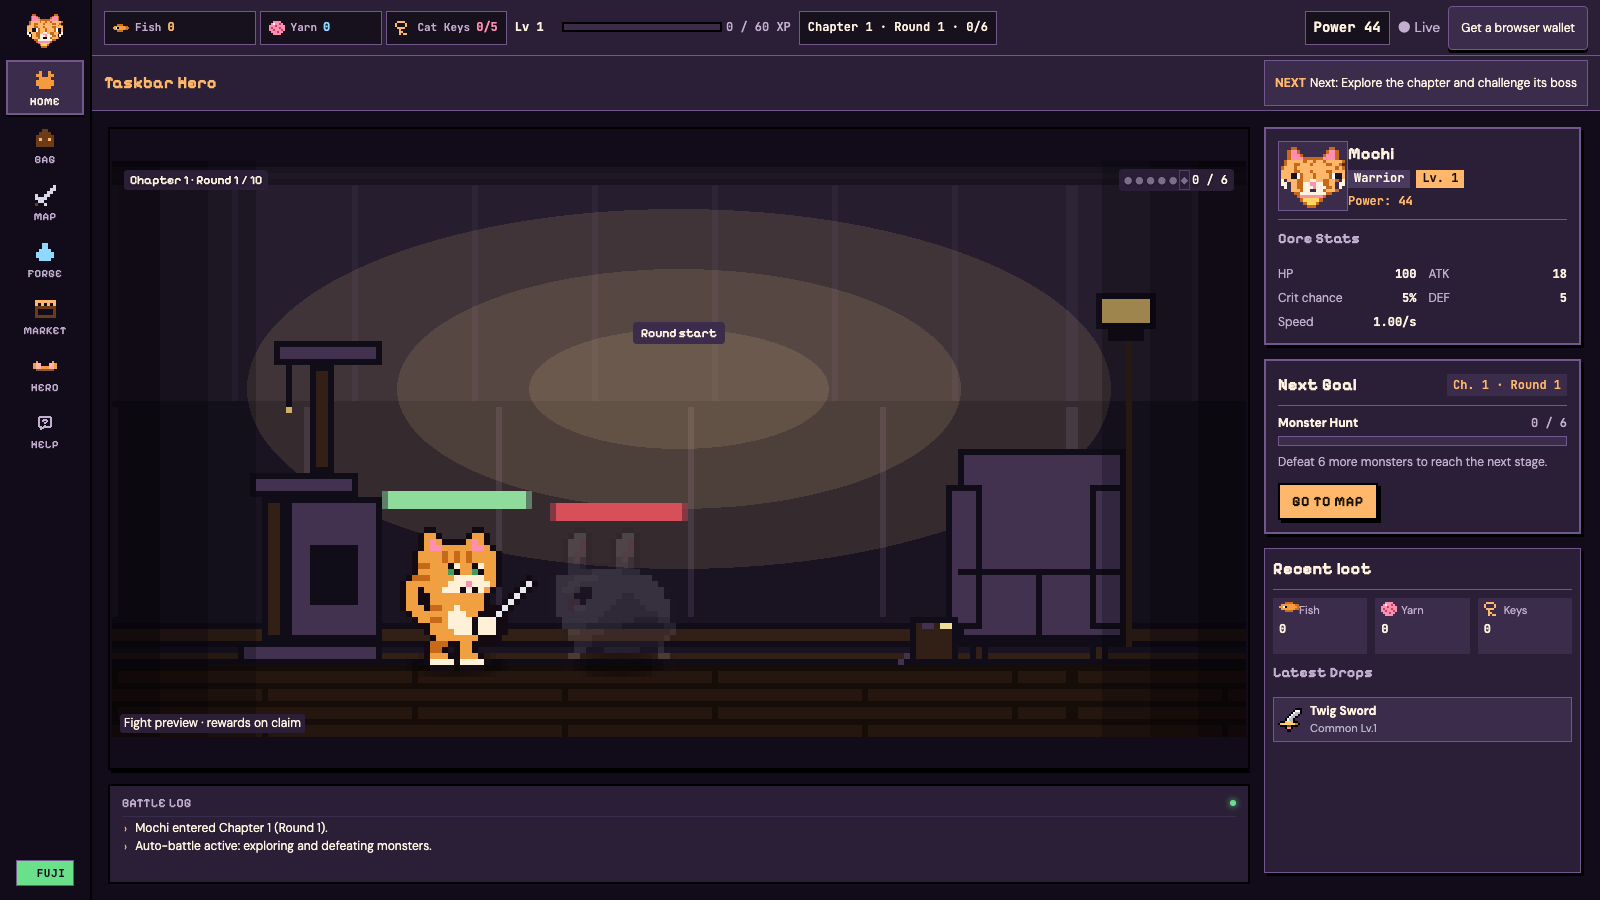 Fish 0
Yarn 0
Cat Keys 0/5
Lv 1
0 / 60 XP
Chapter 1 · Round 1 · 0/6
Power 44
Live
Get a browser wallet
Taskbar Hero
NEXT Next: Explore the chapter and challenge its boss
HOME
BAG
MAP
FORGE
MARKET
HERO
HELP
FUJI
Chapter 1 · Round 1 / 10
0 / 6
Round start
Fight preview · rewards on claim
BATTLE LOG
› Mochi entered Chapter 1 (Round 1).
› Auto-battle active: exploring and defeating monsters.
Mochi
Warrior Lv. 1
Power: 44
Core Stats
HP 100 ATK 18
Crit chance 5% DEF 5
Speed 1.00/s
Next Goal Ch. 1 · Round 1
Monster Hunt 0 / 6
Defeat 6 more monsters to reach the next stage.
GO TO MAP
Recent loot
Fish Yarn Keys
0 0 0
Latest Drops
Twig Sword
Common Lv.1